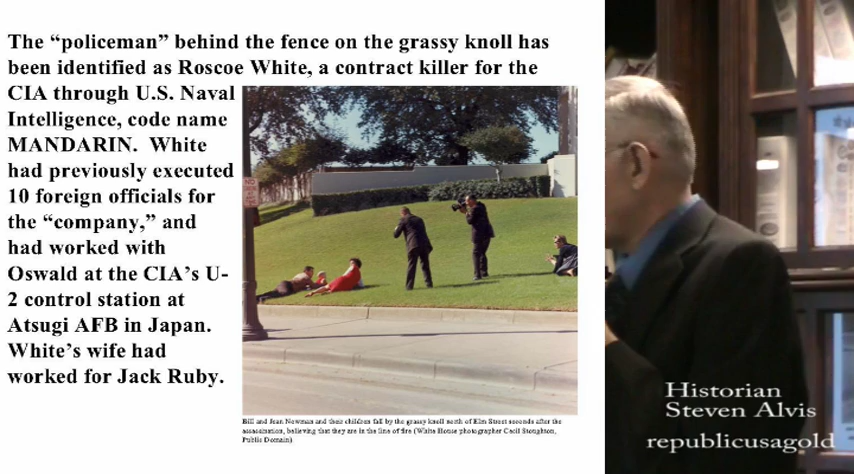 The “policeman” behind the fence on the grassy knoll has
been identified as Roscoe White, a contract killer for the
CIA through U.S. Naval
Intelligence, code name
MANDARIN. White
had previously executed
10 foreign officials for
the “company,” and
had worked with
Oswald at the CIA’s U-
2 control station at
Atsugi AFB in Japan.
White’s wife had
worked for Jack Ruby.
Bill and Jean Newman and their children fall by the grassy knoll north of Elm Street seconds after the
assassination, believing that they are in the line of fire (White House photographer Cecil Stoughton,
Public Domain)
Historian
Steven Alvis
republicusagold